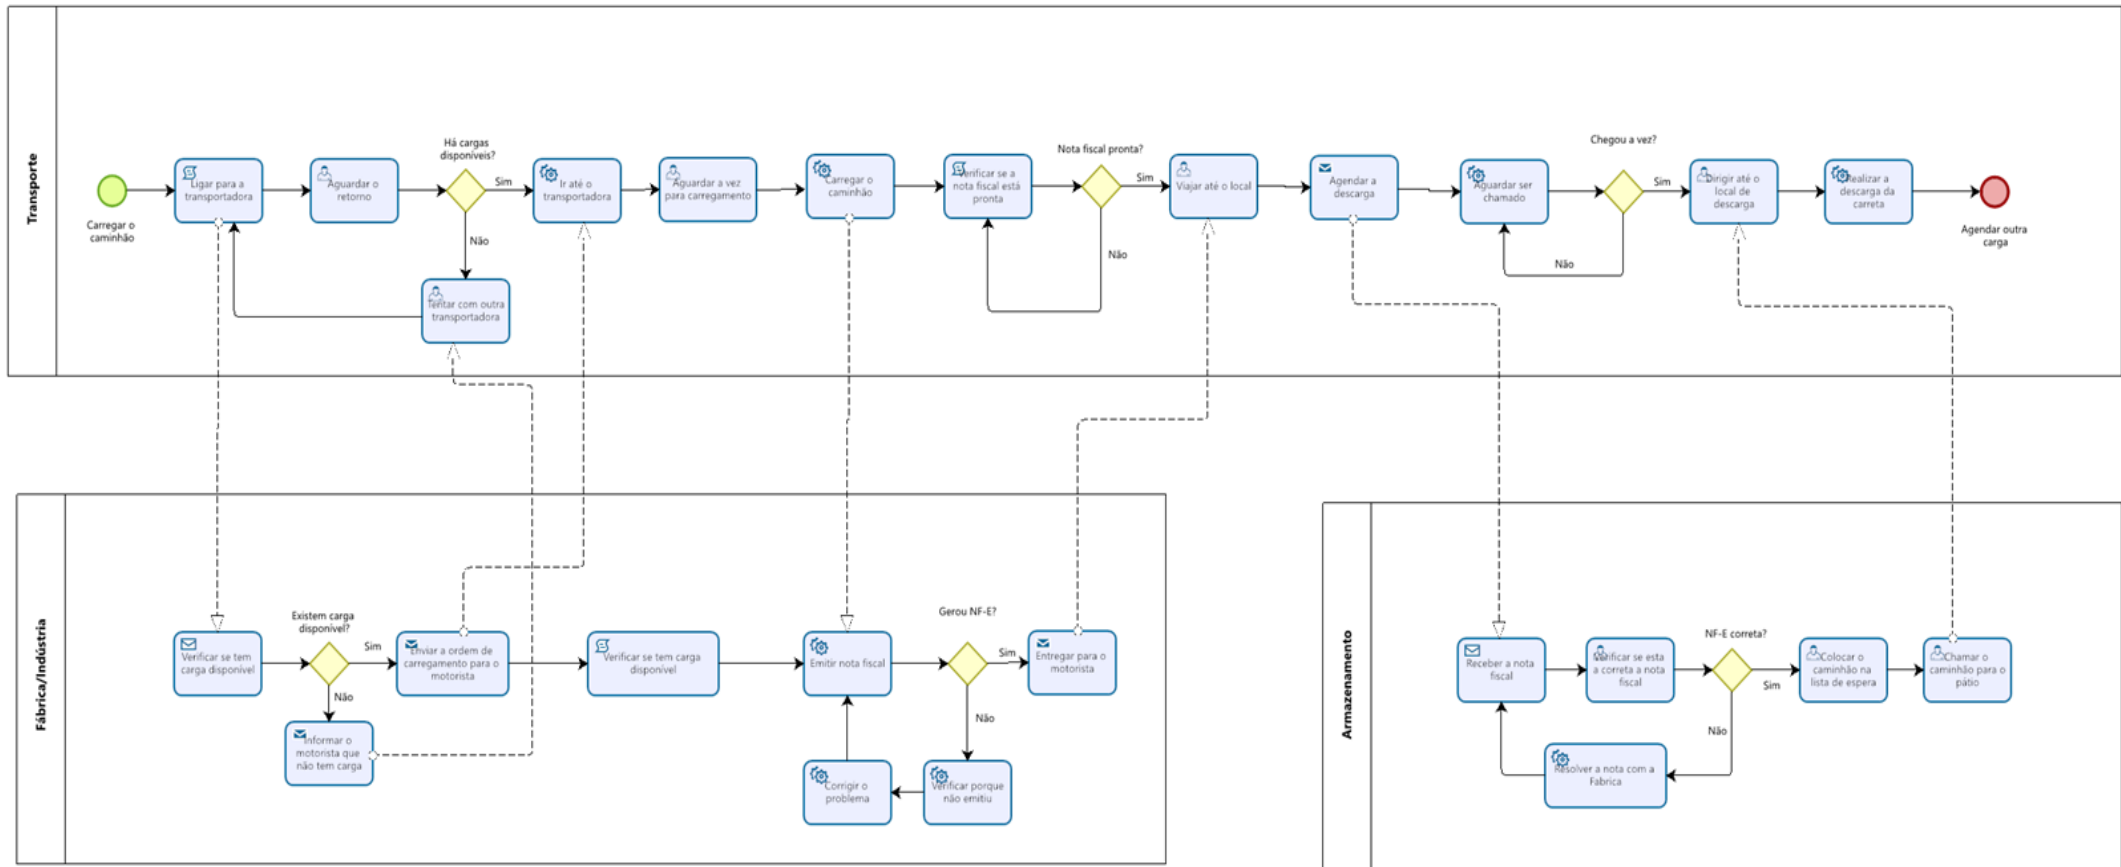 Transporte
Carregar o
caminhão
Ligar para a
transportadora
Aguardar o
retorno
Há cargas
disponíveis?
Sim
Não
Tentar com outra
transportadora
Ir até o
transportadora
Aguardar a vez
para carregamento
Carregar o
caminhão
Verificar se a
nota fiscal está
pronta
Nota fiscal pronta?
Sim
Não
Viajar até o local
Agendar a
descarga
Aguardar ser
chamado
Chegou a vez?
Sim
Não
Dirigir até o
local de
descarga
Realizar a
descarga da
carreta
Agendar outra
carga
Fábrica/Indústria
Verificar se tem
carga disponível
Existem carga
disponível?
Sim
Não
Informar o
motorista que
não tem carga
Enviar a ordem de
carregamento para o
motorista
Verificar se tem carga
disponível
Emitir nota fiscal
Gerou NF-E?
Sim
Não
Verificar porque
não emitiu
Corrigir o
problema
Entregar para o
motorista
Armazenamento
Receber a nota
fiscal
Verificar se esta
a correta a nota
fiscal
NF-E correta?
Sim
Não
Resolver a nota com a
Fabrica
Colocar o
caminhão na
lista de espera
Chamar o
caminhão para o
pátio